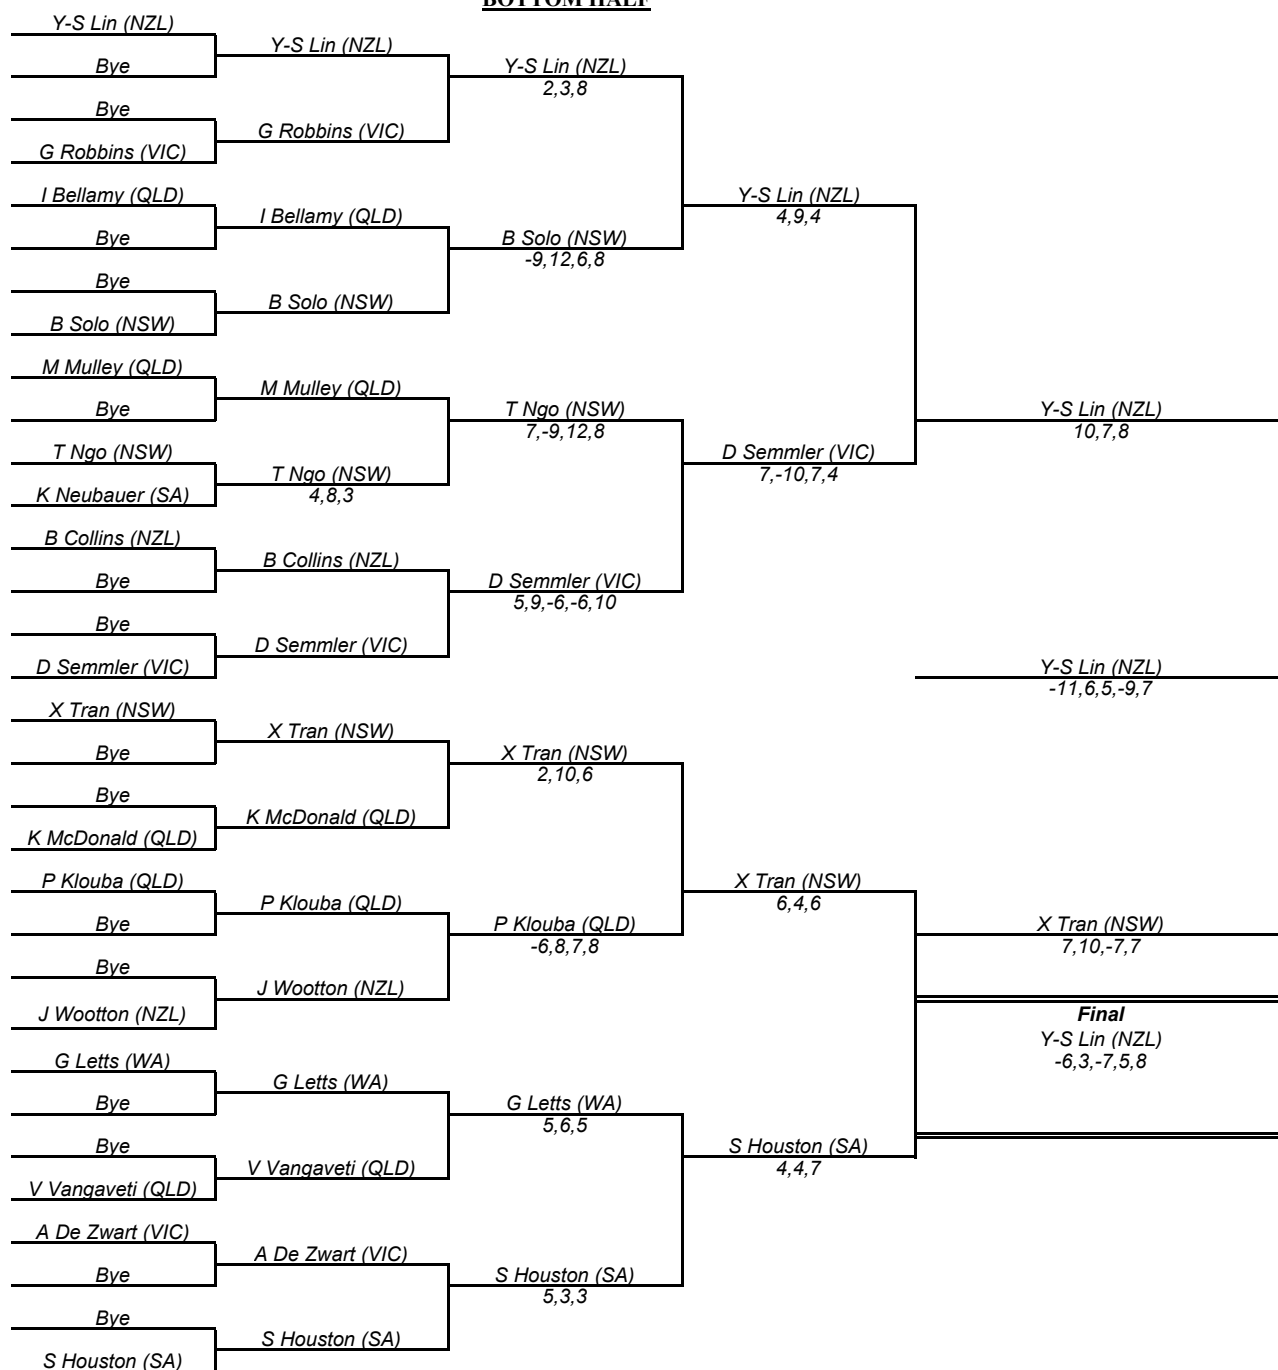 BOTTOM HALF
Y-S Lin (NZL)
Bye
Bye
G Robbins (VIC)
I Bellamy (QLD)
Bye
Bye
B Solo (NSW)
M Mulley (QLD)
Bye
T Ngo (NSW)
K Neubauer (SA)
B Collins (NZL)
Bye
Bye
D Semmler (VIC)
X Tran (NSW)
Bye
Bye
K McDonald (QLD)
P Klouba (QLD)
Bye
Bye
J Wootton (NZL)
G Letts (WA)
Bye
Bye
V Vangaveti (QLD)
A De Zwart (VIC)
Bye
Bye
S Houston (SA)
Y-S Lin (NZL)
G Robbins (VIC)
I Bellamy (QLD)
B Solo (NSW)
M Mulley (QLD)
T Ngo (NSW)
4,8,3
B Collins (NZL)
D Semmler (VIC)
X Tran (NSW)
K McDonald (QLD)
P Klouba (QLD)
J Wootton (NZL)
G Letts (WA)
V Vangaveti (QLD)
A De Zwart (VIC)
S Houston (SA)
Y-S Lin (NZL)
2,3,8
B Solo (NSW)
-9,12,6,8
T Ngo (NSW)
7,-9,12,8
D Semmler (VIC)
5,9,-6,-6,10
X Tran (NSW)
2,10,6
P Klouba (QLD)
-6,8,7,8
G Letts (WA)
5,6,5
S Houston (SA)
5,3,3
Y-S Lin (NZL)
4,9,4
D Semmler (VIC)
7,-10,7,4
X Tran (NSW)
6,4,6
S Houston (SA)
4,4,7
Y-S Lin (NZL)
10,7,8
Y-S Lin (NZL)
-11,6,5,-9,7
X Tran (NSW)
7,10,-7,7
Final
Y-S Lin (NZL)
-6,3,-7,5,8